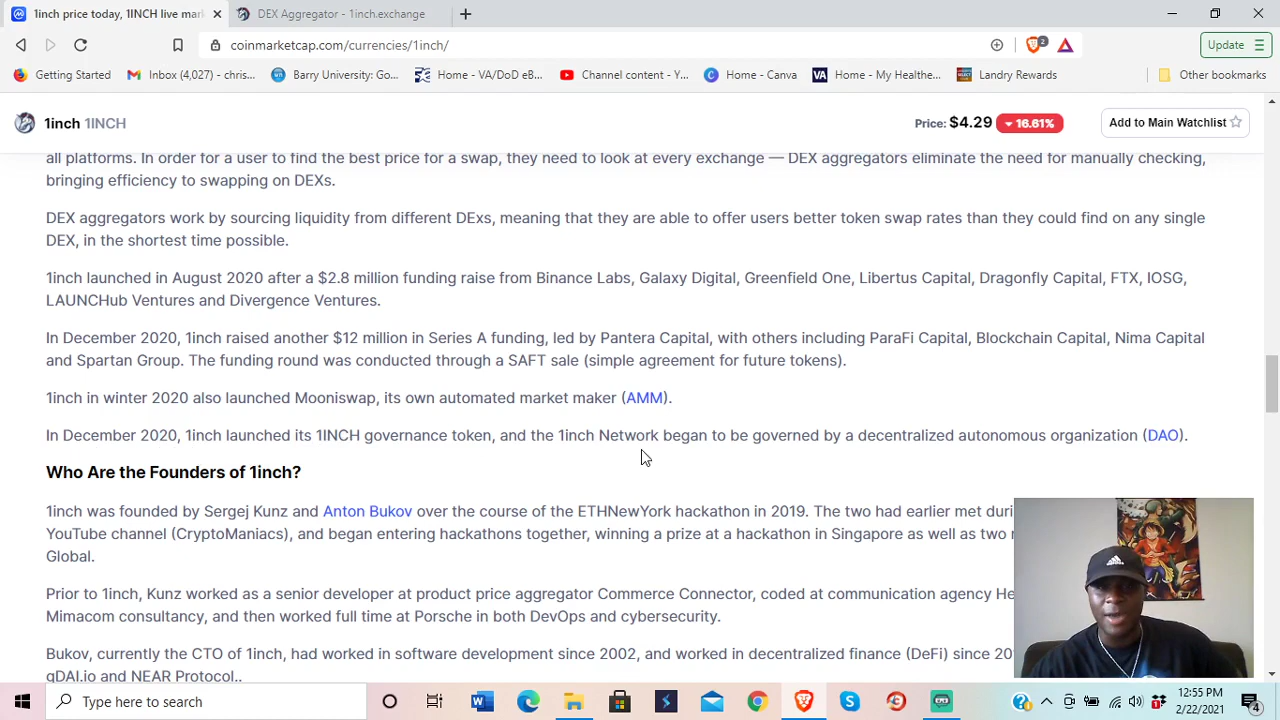 1inch price today, 1INCH live mar
DEX Aggregator - 1inch.exchange
coinmarketcap.com/currencies/1inch/
2
Update
Getting Started
Inbox (4,027) - chris...
Barry University: Go...
Home - VA/DoD eB...
Channel content - Y...
Home - Canva
Home - My Healthe...
Landry Rewards
Other bookmarks
1inch 1INCH
Price: $4.29 16.61%
Add to Main Watchlist
all platforms. In order for a user to find the best price for a swap, they need to look at every exchange — DEX aggregators eliminate the need for manually checking,
bringing efficiency to swapping on DEXs.
DEX aggregators work by sourcing liquidity from different DExs, meaning that they are able to offer users better token swap rates than they could find on any single
DEX, in the shortest time possible.
1inch launched in August 2020 after a $2.8 million funding raise from Binance Labs, Galaxy Digital, Greenfield One, Libertus Capital, Dragonfly Capital, FTX, IOSG,
LAUNCHub Ventures and Divergence Ventures.
In December 2020, 1inch raised another $12 million in Series A funding, led by Pantera Capital, with others including ParaFi Capital, Blockchain Capital, Nima Capital
and Spartan Group. The funding round was conducted through a SAFT sale (simple agreement for future tokens).
1inch in winter 2020 also launched Mooniswap, its own automated market maker (AMM).
In December 2020, 1inch launched its 1INCH governance token, and the 1inch Network began to be governed by a decentralized autonomous organization (DAO).
Who Are the Founders of 1inch?
1inch was founded by Sergej Kunz and Anton Bukov over the course of the ETHNewYork hackathon in 2019. The two had earlier met duri
YouTube channel (CryptoManiacs), and began entering hackathons together, winning a prize at a hackathon in Singapore as well as two
Global.
Prior to 1inch, Kunz worked as a senior developer at product price aggregator Commerce Connector, coded at communication agency He
Mimacom consultancy, and then worked full time at Porsche in both DevOps and cybersecurity.
Bukov, currently the CTO of 1inch, had worked in software development since 2002, and worked in decentralized finance (DeFi) since 20
gDAI.io and NEAR Protocol..
Type here to search
12:55 PM
2/22/2021
4